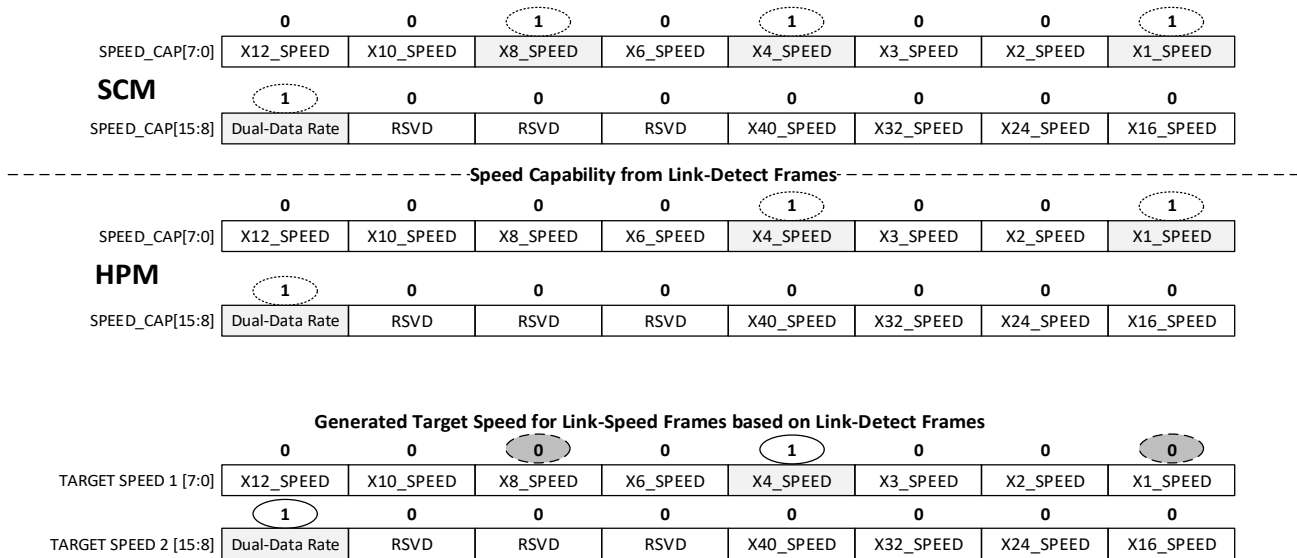 0 0 1 0 1 0 0 1
SPEED_CAP[7:0] X12_SPEED X10_SPEED X8_SPEED X6_SPEED X4_SPEED X3_SPEED X2_SPEED X1_SPEED
SCM
1 0 0 0 0 0 0 0
SPEED_CAP[15:8] Dual-Data Rate RSVD RSVD RSVD X40_SPEED X32_SPEED X24_SPEED X16_SPEED
Speed Capability from Link-Detect Frames
0 0 0 0 1 0 0 1
SPEED_CAP[7:0] X12_SPEED X10_SPEED X8_SPEED X6_SPEED X4_SPEED X3_SPEED X2_SPEED X1_SPEED
HPM
1 0 0 0 0 0 0 0
SPEED_CAP[15:8] Dual-Data Rate RSVD RSVD RSVD X40_SPEED X32_SPEED X24_SPEED X16_SPEED
Generated Target Speed for Link-Speed Frames based on Link-Detect Frames
0 0 0 0 1 0 0 0
TARGET SPEED 1 [7:0] X12_SPEED X10_SPEED X8_SPEED X6_SPEED X4_SPEED X3_SPEED X2_SPEED X1_SPEED
1 0 0 0 0 0 0 0
TARGET SPEED 2 [15:8] Dual-Data Rate RSVD RSVD RSVD X40_SPEED X32_SPEED X24_SPEED X16_SPEED